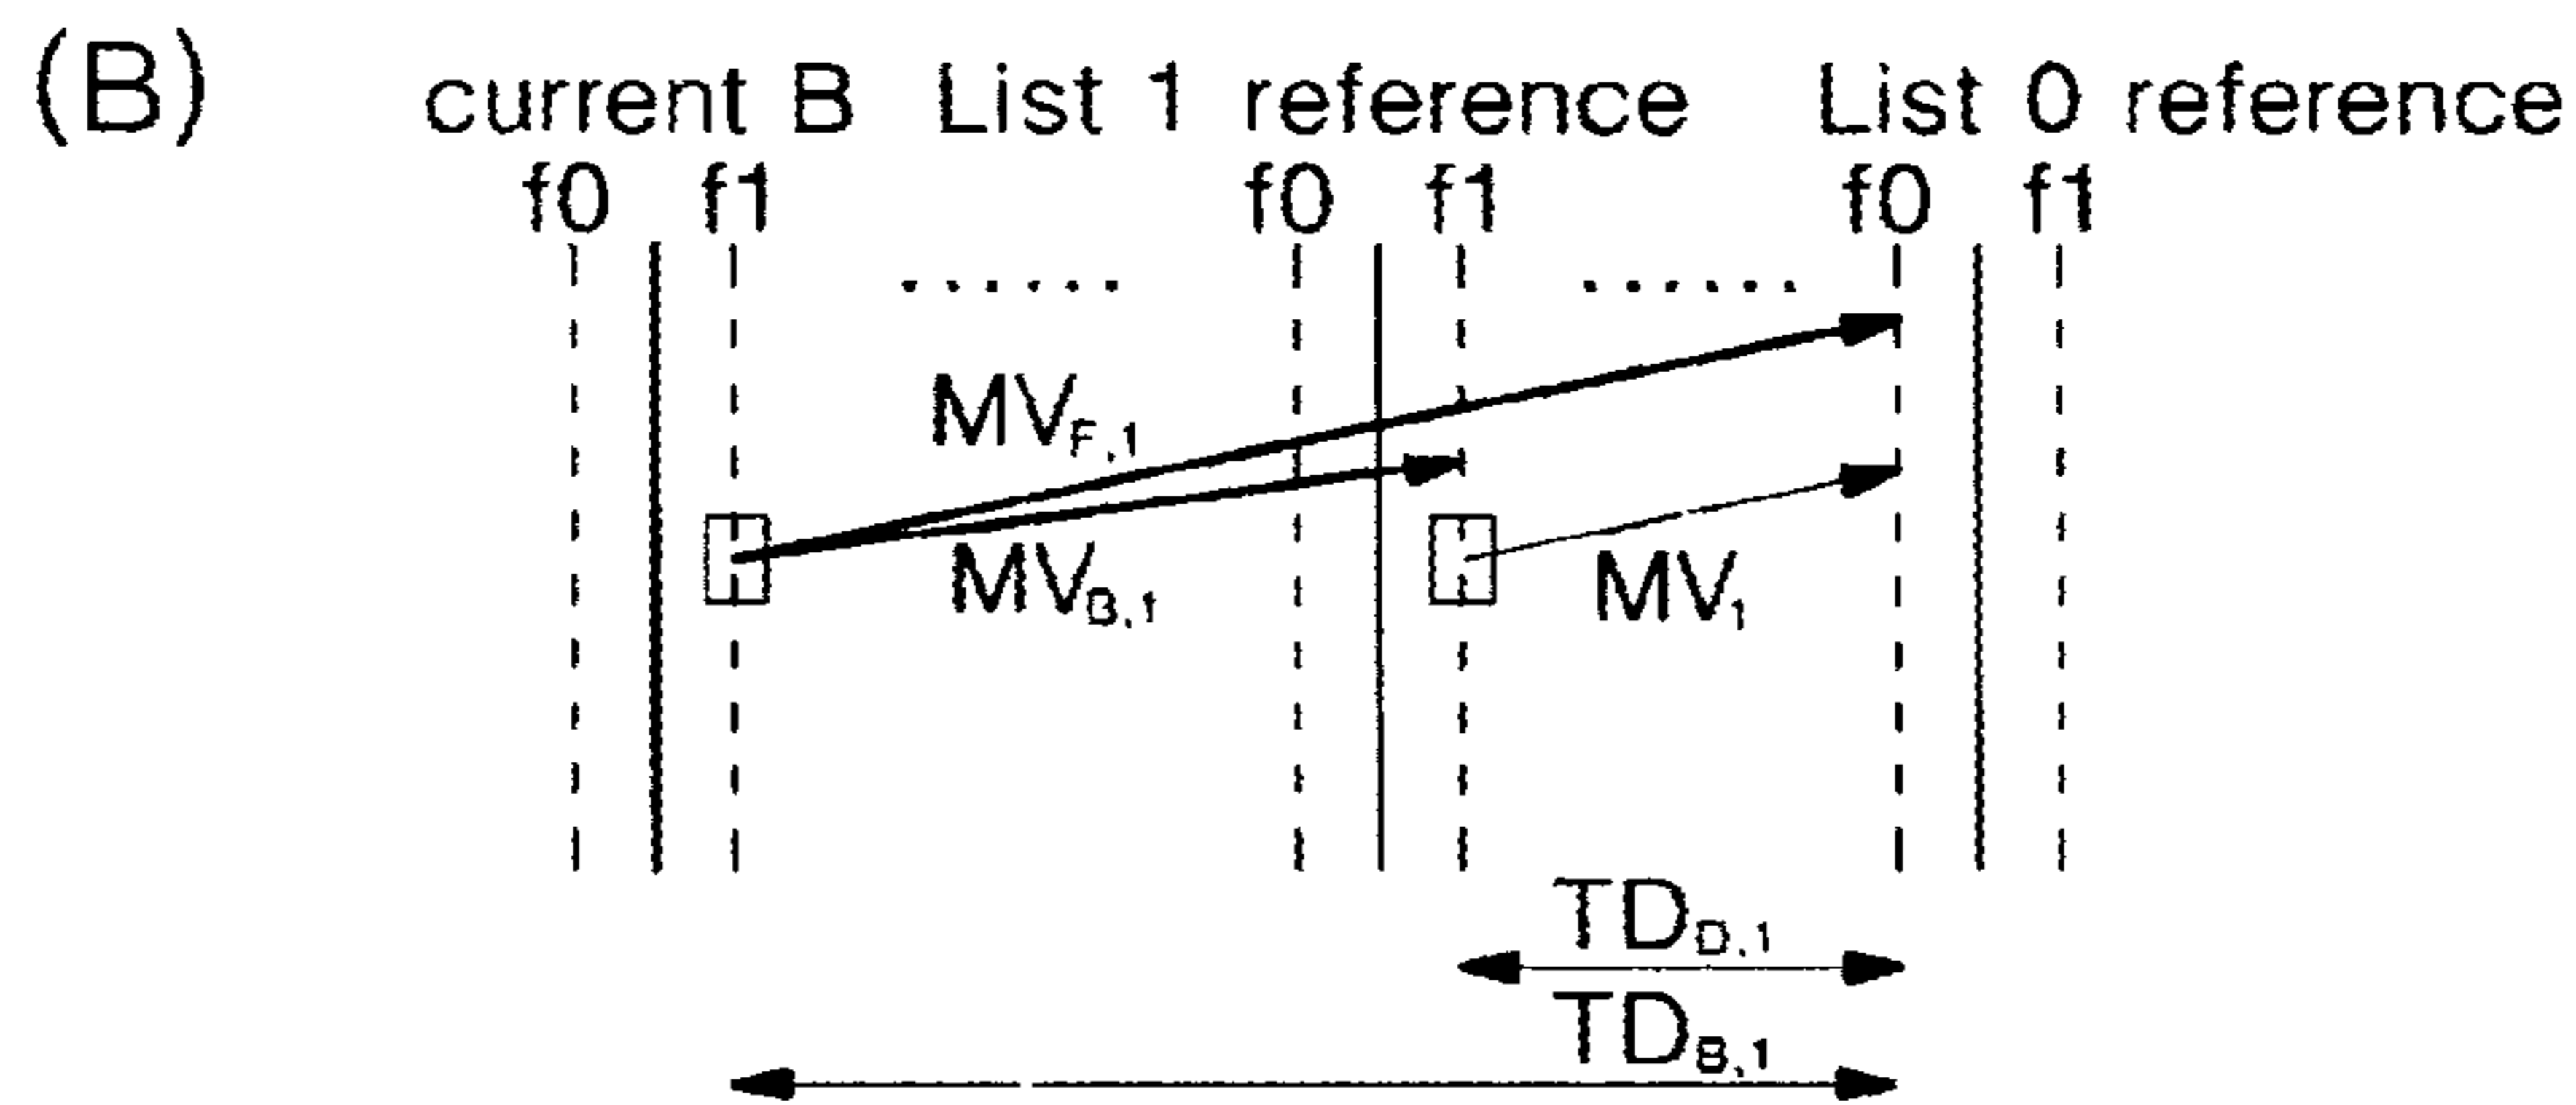 (B) current B List 1 reference List 0 reference
f0 f1 f0 f1 f0 f1
...... ......
MVF,1
MVB,1 MV1
TDD,1
TDB,1